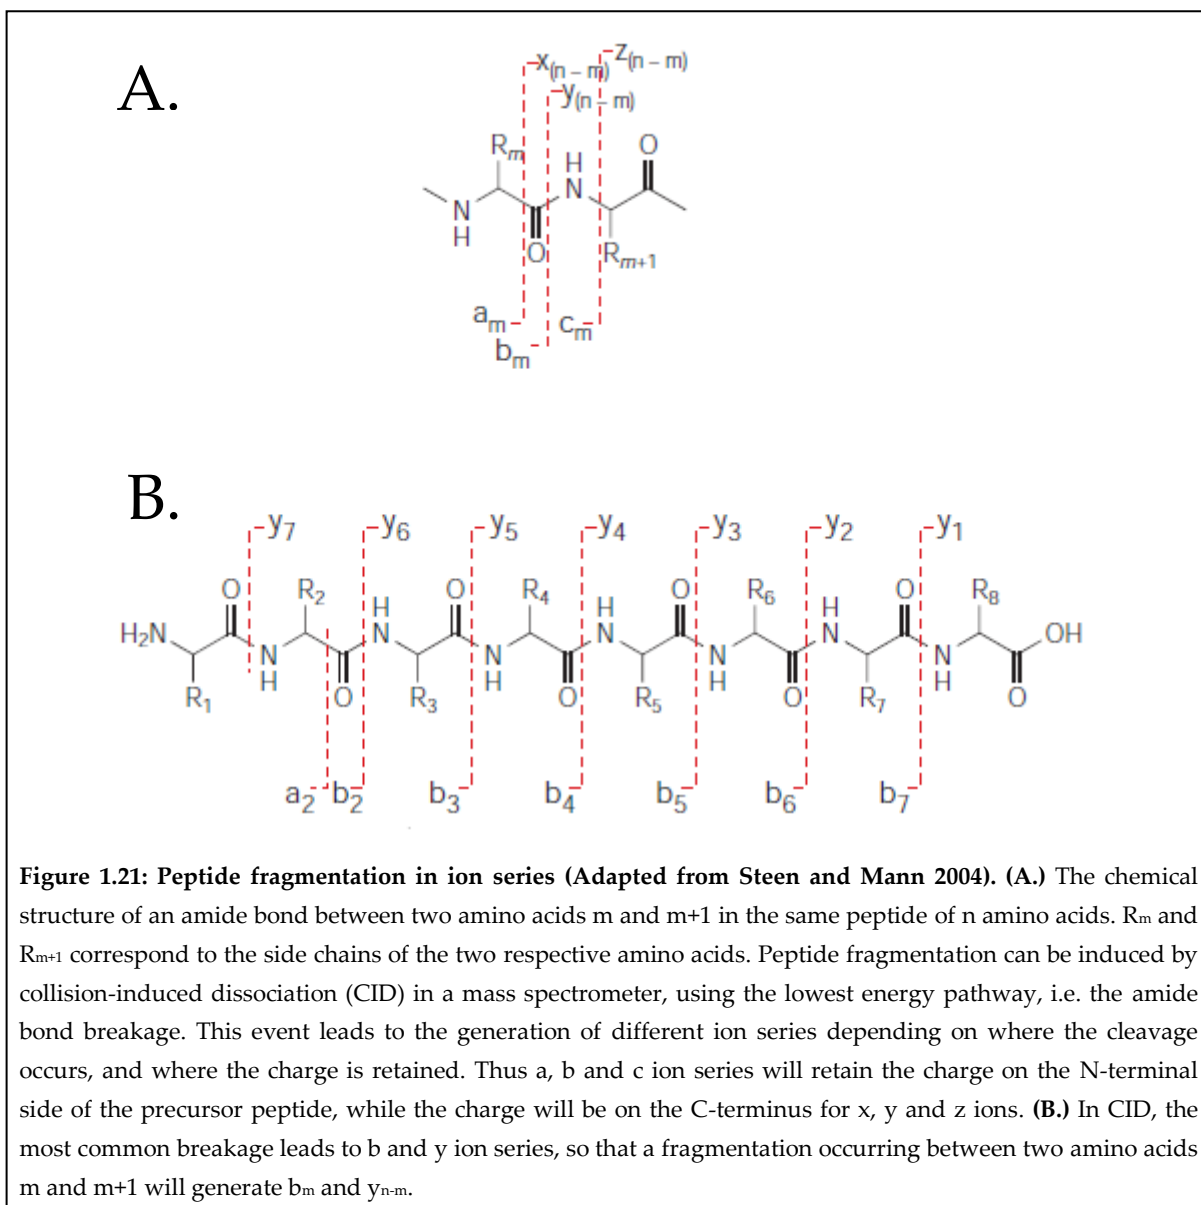 A.
x(n – m)
z(n – m)
y(n – m)
Rm
O
H
N
N
H
O
Rm+1
am
cm
bm
B.
y7 y6 y5 y4 y3 y2 y1
O R2 H O R4 H O R6 H O R8
H2N N N N OH
N N N N
H H H H
R1 O R3 O R5 O R7 O
a2 b2 b3 b4 b5 b6 b7
Figure 1.21: Peptide fragmentation in ion series (Adapted from Steen and Mann 2004). (A.) The chemical
structure of an amide bond between two amino acids m and m+1 in the same peptide of n amino acids. Rm and
Rm+1 correspond to the side chains of the two respective amino acids. Peptide fragmentation can be induced by
collision-induced dissociation (CID) in a mass spectrometer, using the lowest energy pathway, i.e. the amide
bond breakage. This event leads to the generation of different ion series depending on where the cleavage
occurs, and where the charge is retained. Thus a, b and c ion series will retain the charge on the N-terminal
side of the precursor peptide, while the charge will be on the C-terminus for x, y and z ions. (B.) In CID, the
most common breakage leads to b and y ion series, so that a fragmentation occurring between two amino acids
m and m+1 will generate bm and yn-m.